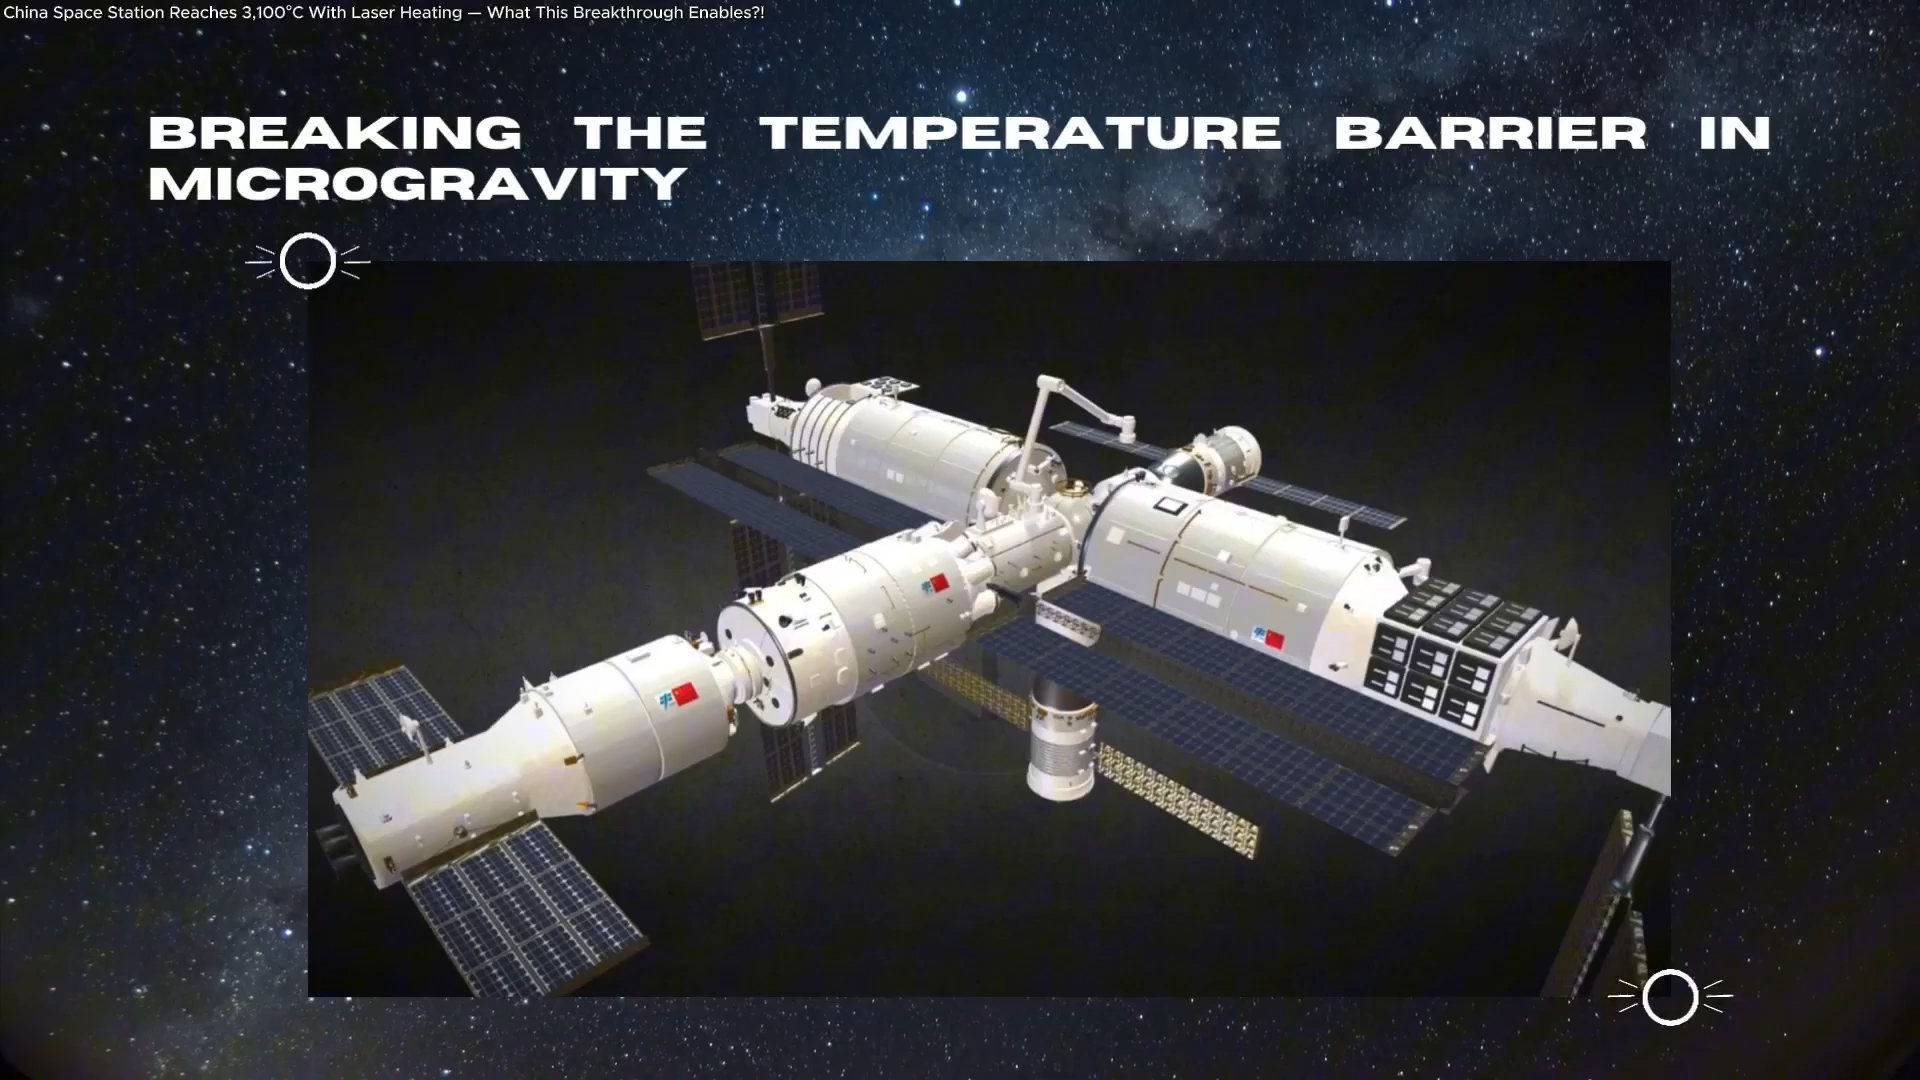 China Space Station Reaches 3,100°C With Laser Heating — What This Breakthrough Enables?!
BREAKING THE TEMPERATURE BARRIER IN
MICROGRAVITY